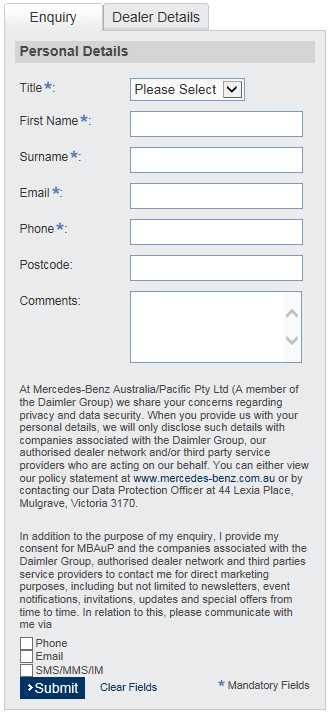 Enquiry Dealer Details
Personal Details
Title*: Please Select
First Name*:
Surname*:
Email*:
Phone*:
Postcode:
Comments:
At Mercedes-Benz Australia/Pacific Pty Ltd (A member of
the Daimler Group) we share your concerns regarding
privacy and data security. When you provide us with your
personal details, we will only disclose such details with
companies associated with the Daimler Group, our
authorised dealer network and/or third party service
providers who are acting on our behalf. You can either view
our policy statement at www.mercedes-benz.com.au or by
contacting our Data Protection Officer at 44 Lexia Place,
Mulgrave, Victoria 3170.
In addition to the purpose of my enquiry, I provide my
consent for MBAuP and the companies associated with the
Daimler Group, authorised dealer network and third parties
service providers to contact me for direct marketing
purposes, including but not limited to newsletters, event
notifications, invitations, updates and special offers from
time to time. In relation to this, please communicate with
me via
Phone
Email
SMS/MMS/IM
Submit Clear Fields * Mandatory Fields